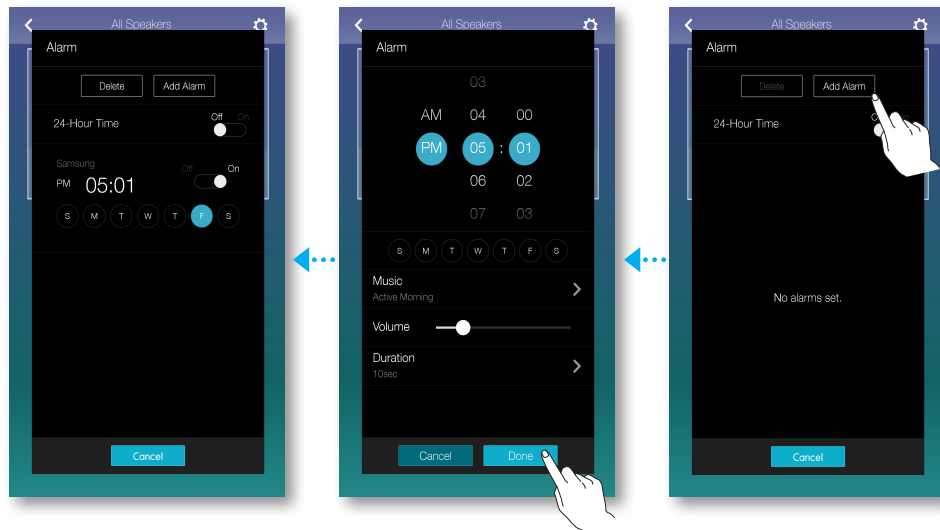 All Speakers
Alarm
Delete Add Alarm
24-Hour Time Off On
Samsung
PM 05:01 Off On
S M T W T F S
Cancel
All Speakers
Alarm
03
AM 04 00
PM 05 : 01
06 02
07 03
S M T W T F S
Music
Active Morning
Volume
Duration
10sec
Cancel Done
All Speakers
Alarm
Delete Add Alarm
24-Hour Time
No alarms set.
Cancel